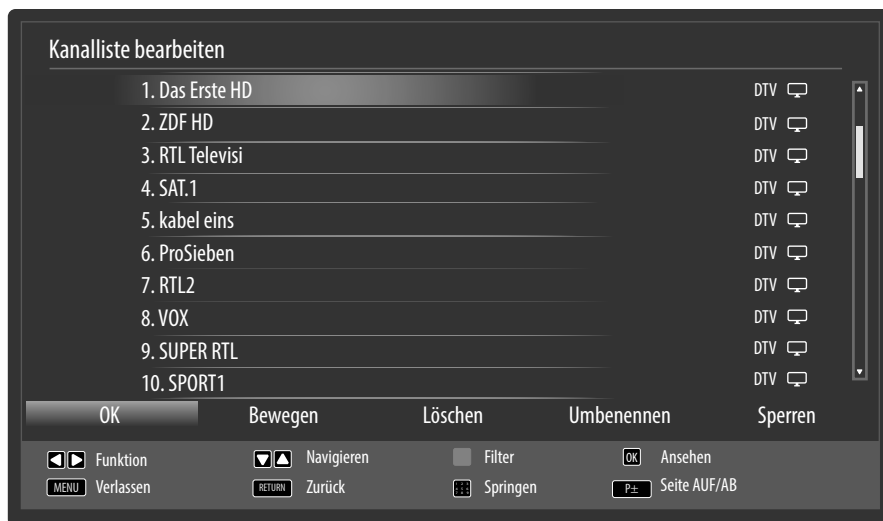 Kanalliste bearbeiten
1. Das Erste HD DTV
2. ZDF HD DTV
3. RTL Televisi DTV
4. SAT.1 DTV
5. kabel eins DTV
6. ProSieben DTV
7. RTL2 DTV
8. VOX DTV
9. SUPER RTL DTV
10. SPORT1 DTV
OK Bewegen Löschen Umbenennen Sperren
Funktion Navigieren Filter OK Ansehen
MENU Verlassen RETURN Zurück Springen P± Seite AUF/AB